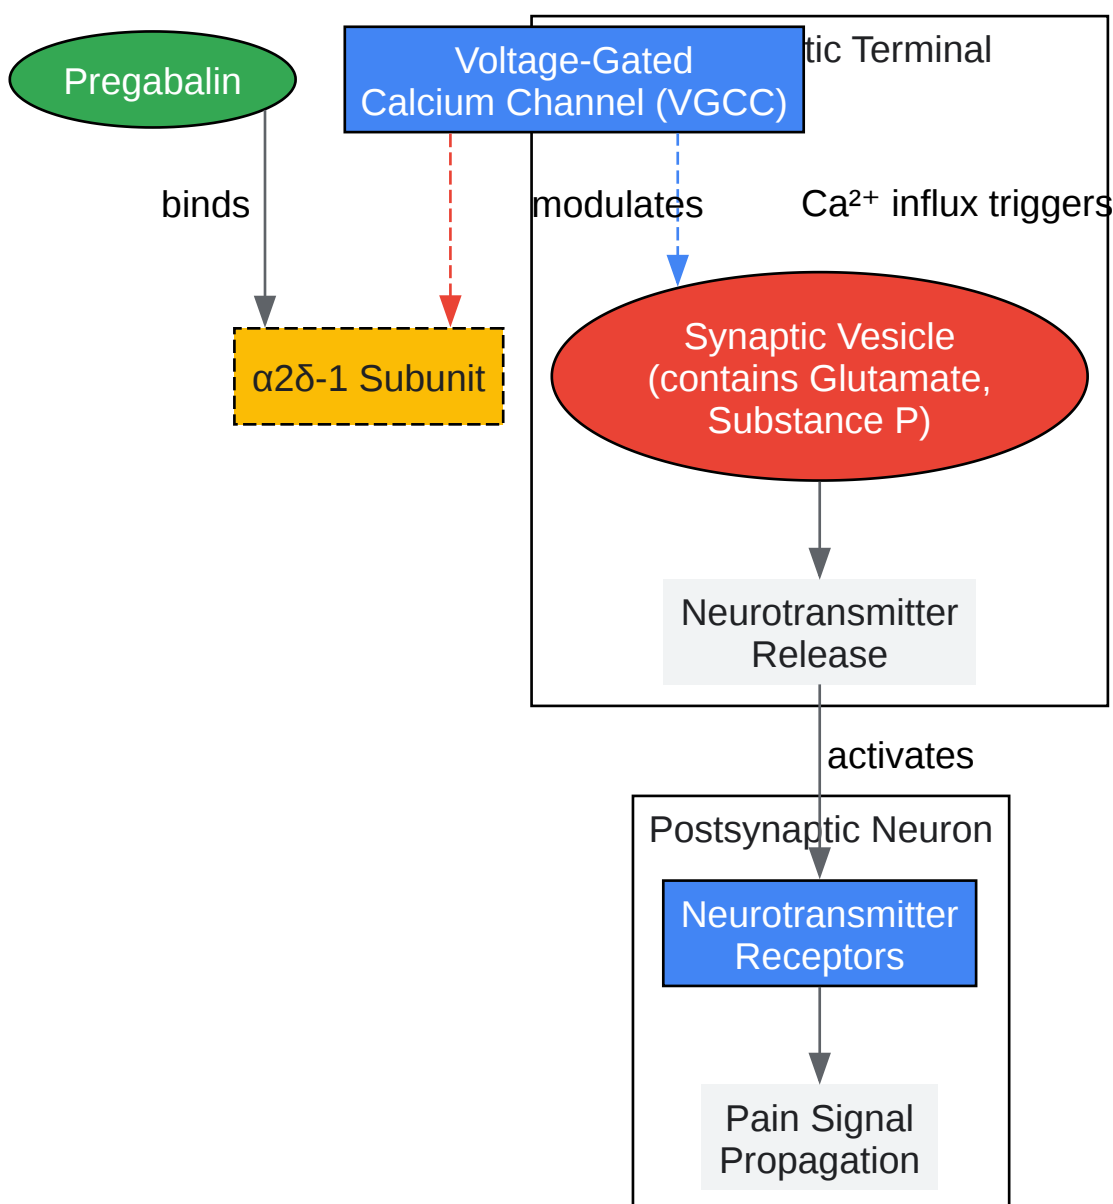 Pregabalin
Voltage-Gated
Calcium Channel (VGCC)
tic Terminal
binds
modulates
Ca²⁺ influx triggers
α2δ-1 Subunit
Synaptic Vesicle
(contains Glutamate,
Substance P)
Neurotransmitter
Release
activates
Postsynaptic Neuron
Neurotransmitter
Receptors
Pain Signal
Propagation